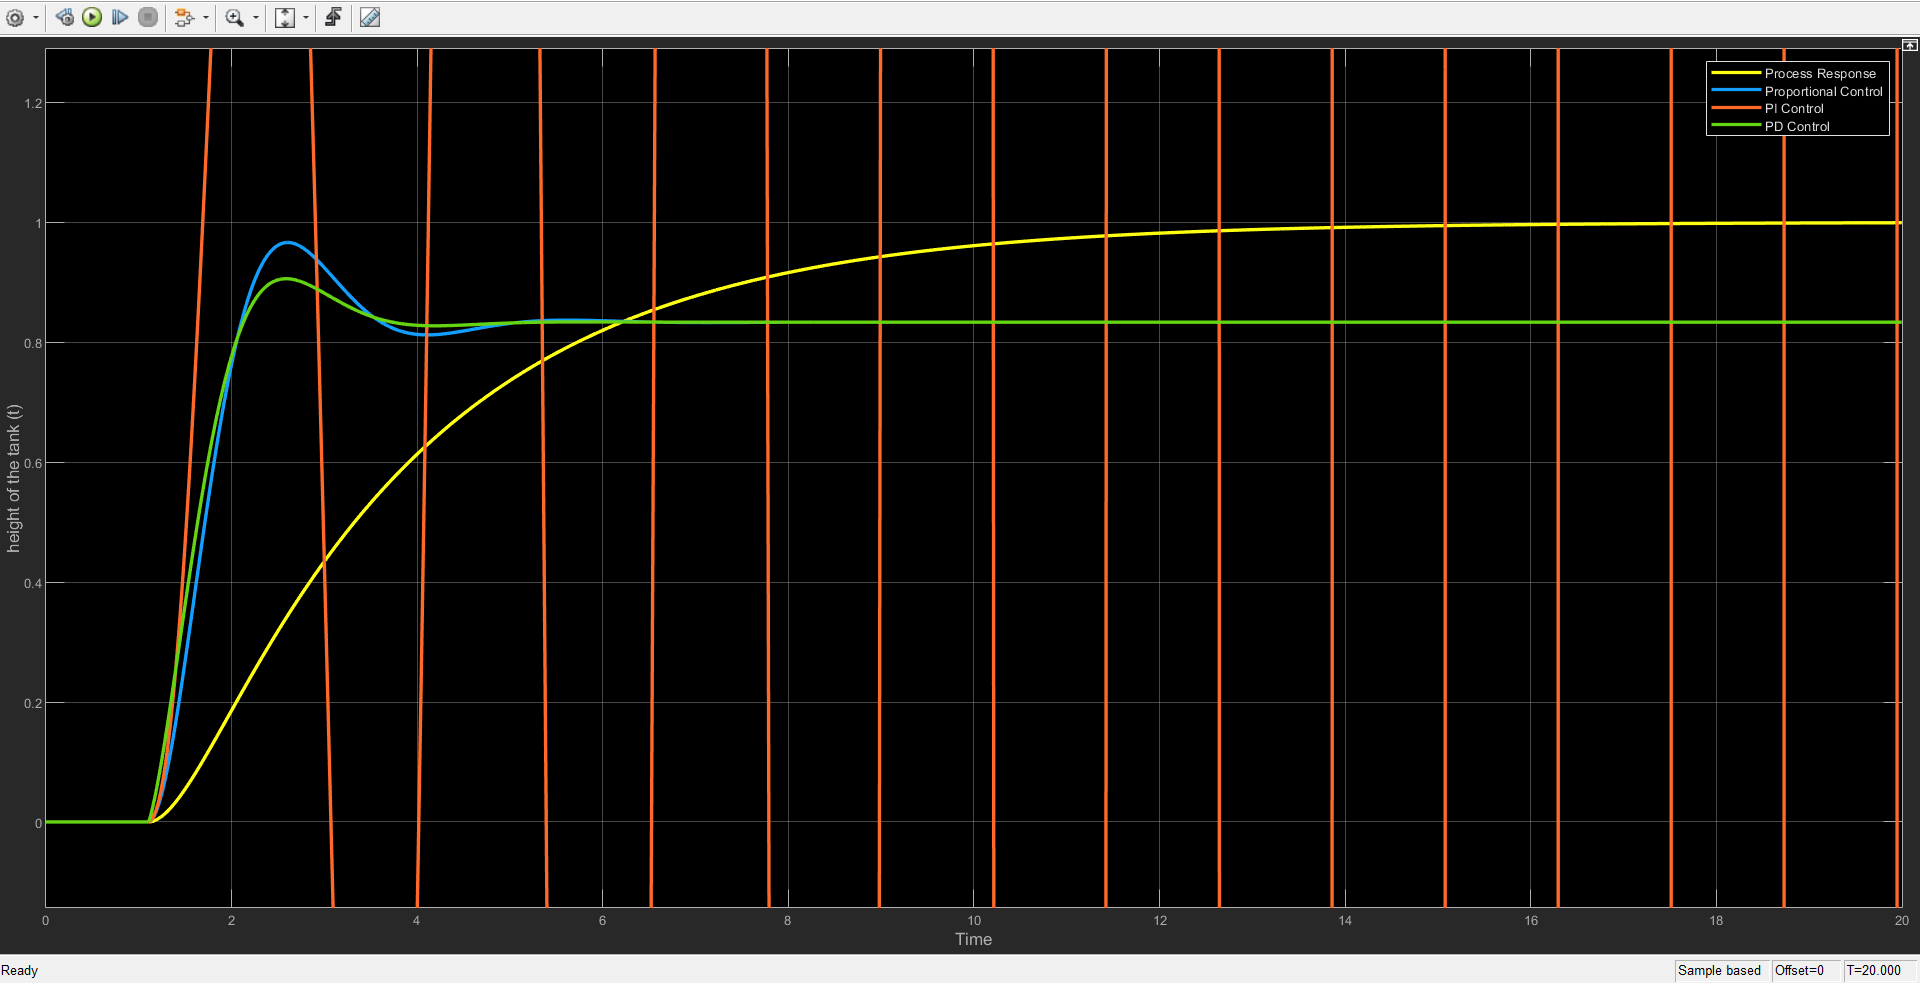 Process Response
Proportional Control
PI Control
PD Control
1.2
1
0.8
0.6
0.4
0.2
0
height of the tank (t)
0 2 4 6 8 10 12 14 16 18 20
Time
Ready
Sample based Offset=0 T=20.000